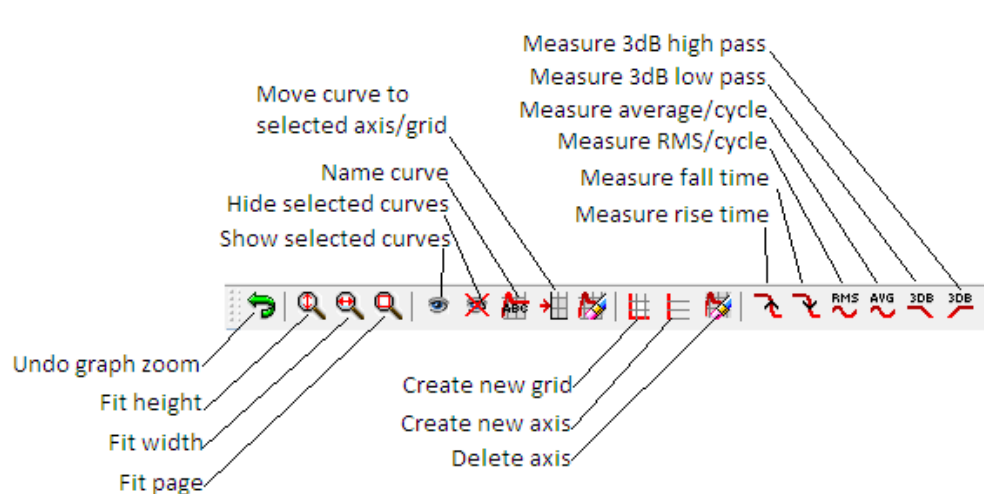 Measure 3dB high pass
Measure 3dB low pass
Move curve to
selected axis/grid
Measure average/cycle
Measure RMS/cycle
Name curve
Measure fall time
Hide selected curves
Measure rise time
Show selected curves
ABC
RMS
AVG
3DB
3DB
Undo graph zoom
Create new grid
Fit height
Create new axis
Fit width
Delete axis
Fit page